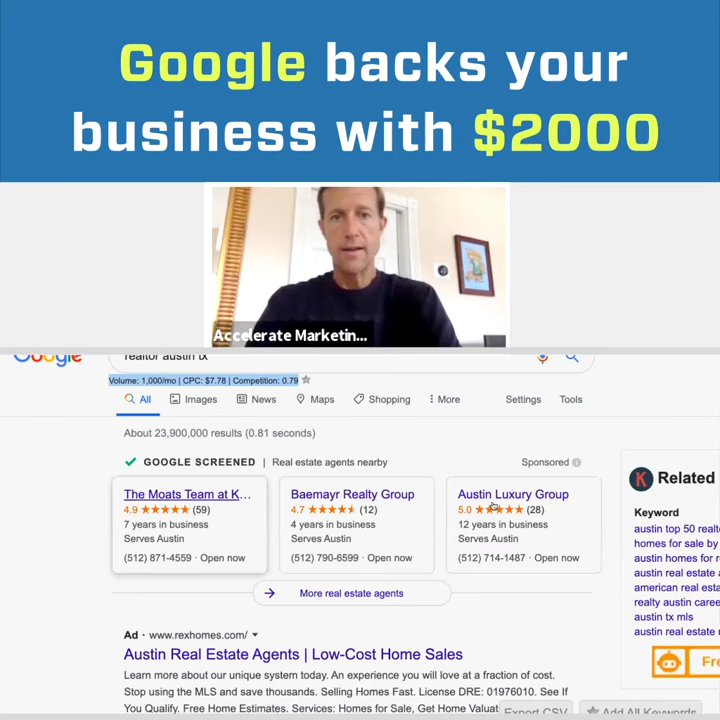 Google backs your
business with $2000
Accelerate Marketin...
Google
realtor austin tx
Volume: 1,000/mo | CPC: $7.78 | Competition: 0.79
All Images News Maps Shopping More Settings Tools
About 23,900,000 results (0.81 seconds)
GOOGLE SCREENED | Real estate agents nearby Sponsored
The Moats Team at K...
4.9 (59)
7 years in business
Serves Austin
(512) 871-4559 · Open now
Baemayr Realty Group
4.7 (12)
4 years in business
Serves Austin
(512) 790-6599 · Open now
Austin Luxury Group
5.0 (28)
12 years in business
Serves Austin
(512) 714-1487 · Open now
More real estate agents
Ad · www.rexhomes.com/
Austin Real Estate Agents | Low-Cost Home Sales
Learn more about our unique system today. An experience you will love at a fraction of cost.
Stop using the MLS and save thousands. Selling Homes Fast. License DRE: 01976010. See If
You Qualify. Free Home Estimates. Services: Homes for Sale, Get Home Valuat
K Related
Keyword
austin top 50 realt
homes for sale by
austin homes for r
austin real estate a
american real esta
realty austin caree
austin tx mls
austin real estate r
Fre
Export CSV
Add All Keywords